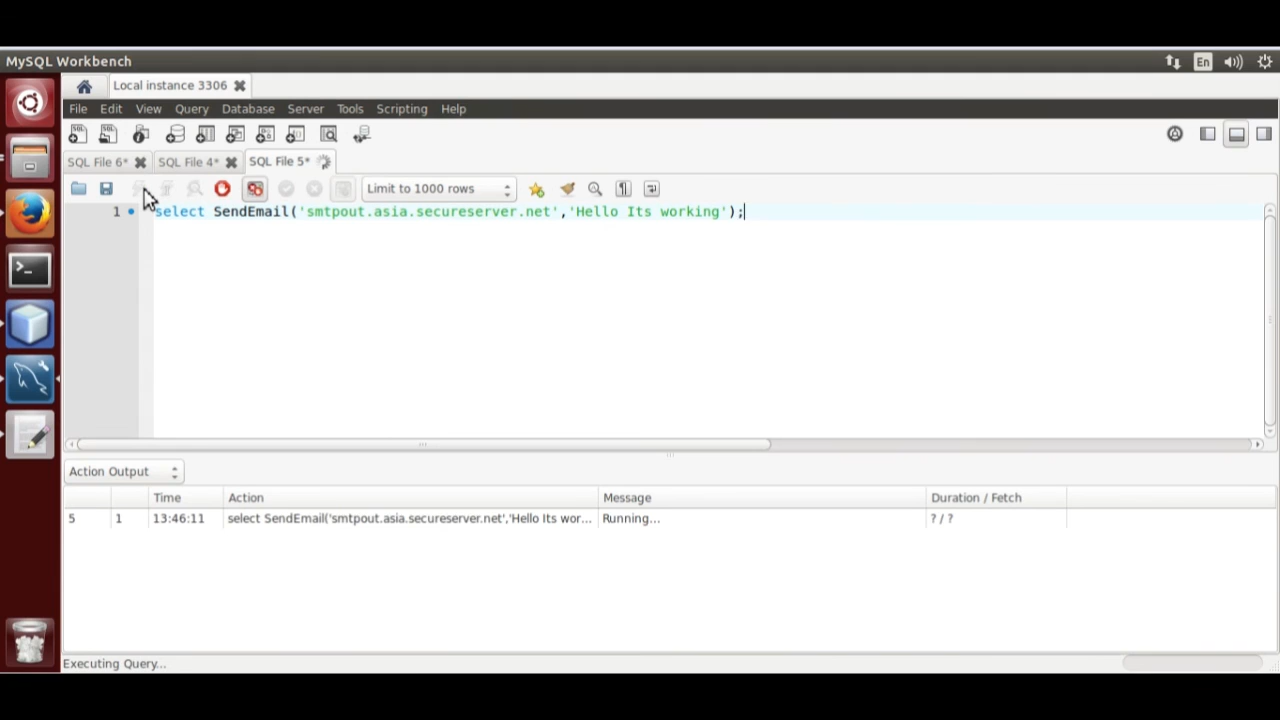 MySQL Workbench
En
Local instance 3306
File Edit View Query Database Server Tools Scripting Help
SQL File 6* SQL File 4* SQL File 5*
Limit to 1000 rows
1 select SendEmail('smtpout.asia.secureserver.net','Hello Its working');
Action Output
Time Action Message Duration / Fetch
5 1 13:46:11 select SendEmail('smtpout.asia.secureserver.net','Hello Its wor... Running... ? / ?
Executing Query...